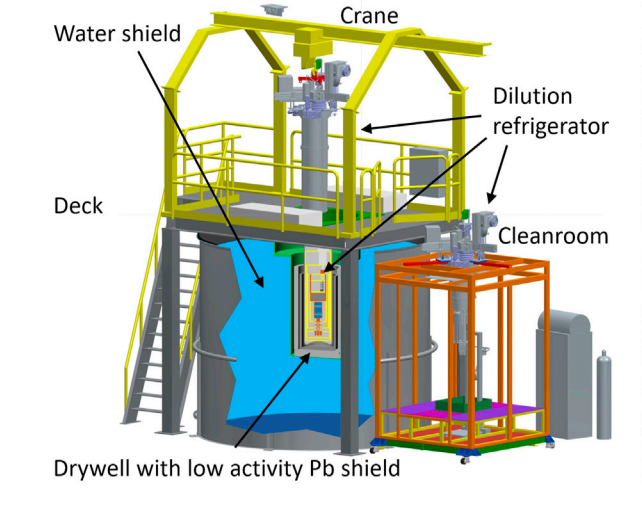 Crane
Water shield
Dilution
refrigerator
Deck
Cleanroom
Drywell with low activity Pb shield